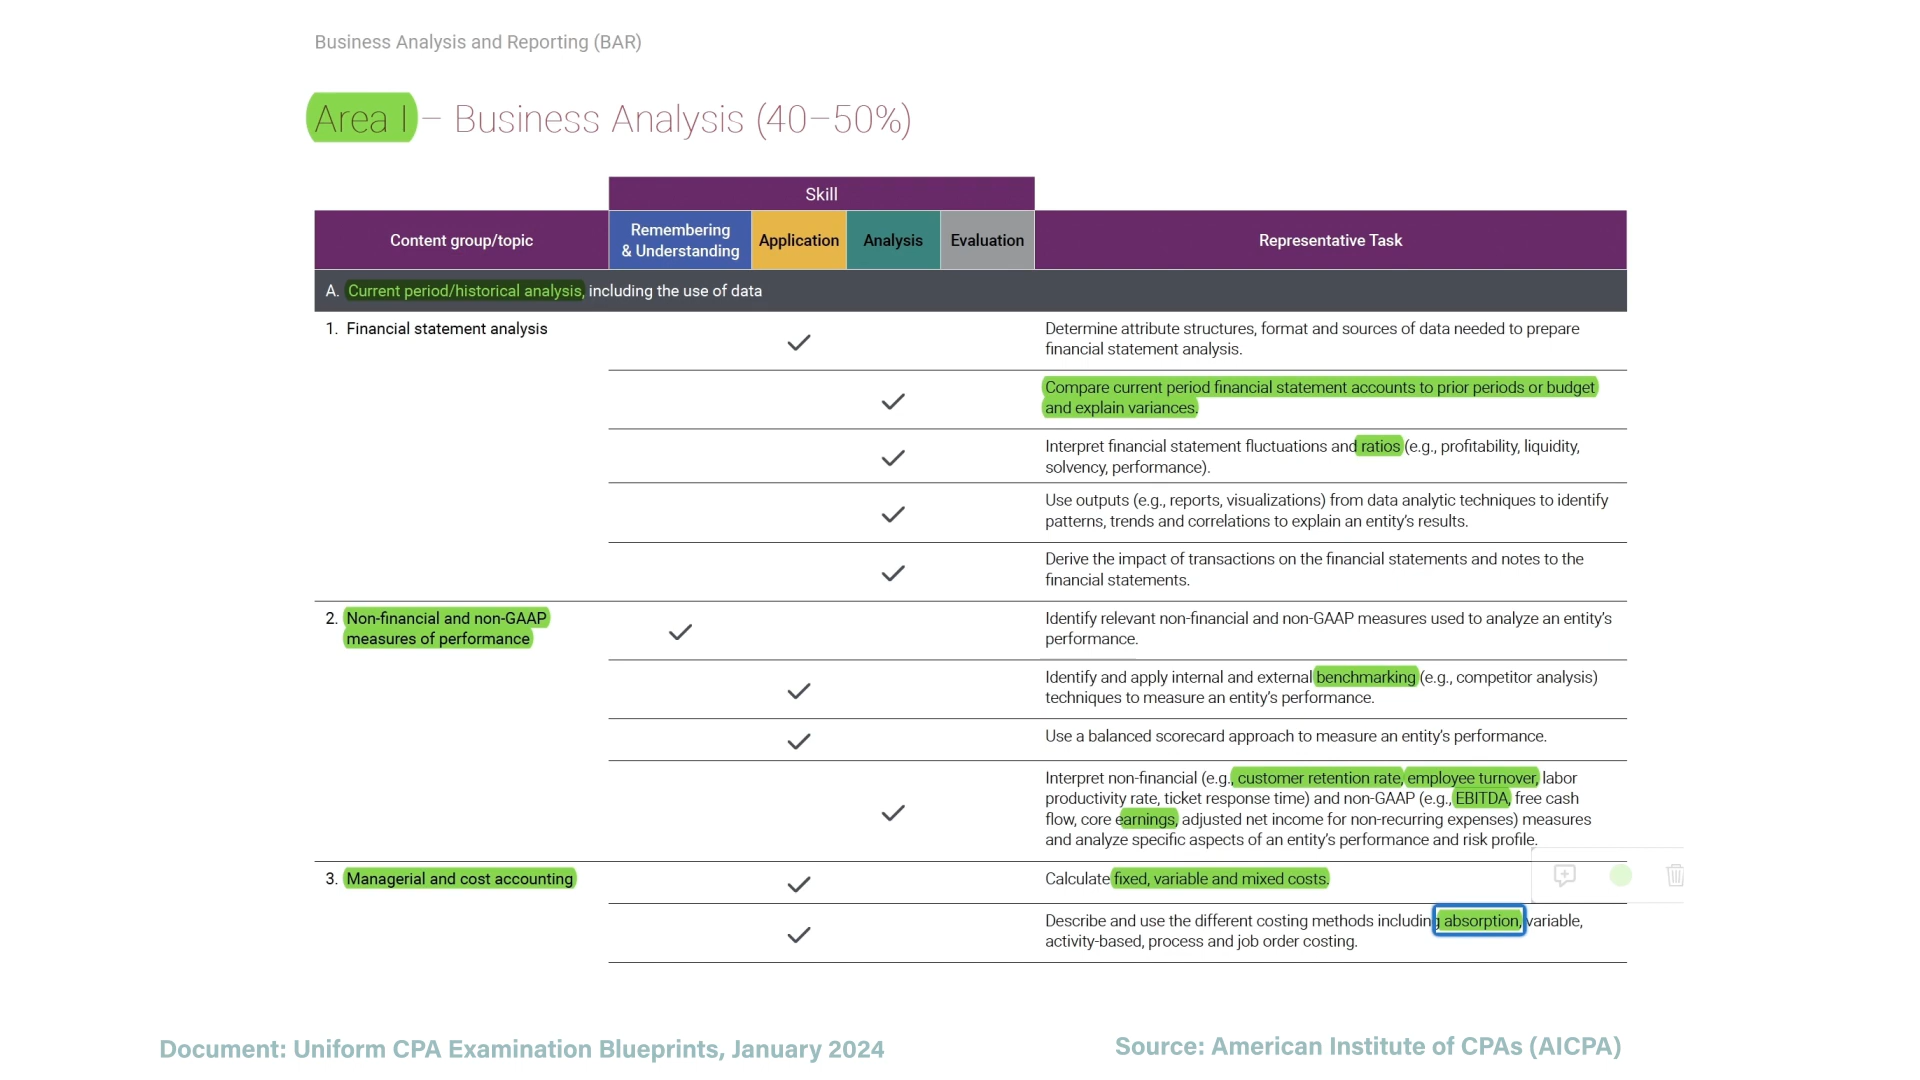 Business Analysis and Reporting (BAR)
Area I – Business Analysis (40–50%)
Skill
Content group/topic
Remembering
& Understanding
Application
Analysis
Evaluation
Representative Task
A. Current period/historical analysis, including the use of data
1. Financial statement analysis
Determine attribute structures, format and sources of data needed to prepare
financial statement analysis.
Compare current period financial statement accounts to prior periods or budget
and explain variances.
Interpret financial statement fluctuations and ratios (e.g., profitability, liquidity,
solvency, performance).
Use outputs (e.g., reports, visualizations) from data analytic techniques to identify
patterns, trends and correlations to explain an entity's results.
Derive the impact of transactions on the financial statements and notes to the
financial statements.
2. Non-financial and non-GAAP
measures of performance
Identify relevant non-financial and non-GAAP measures used to analyze an entity's
performance.
Identify and apply internal and external benchmarking (e.g., competitor analysis)
techniques to measure an entity's performance.
Use a balanced scorecard approach to measure an entity's performance.
Interpret non-financial (e.g., customer retention rate, employee turnover, labor
productivity rate, ticket response time) and non-GAAP (e.g., EBITDA, free cash
flow, core earnings, adjusted net income for non-recurring expenses) measures
and analyze specific aspects of an entity's performance and risk profile.
3. Managerial and cost accounting
Calculate fixed, variable and mixed costs.
Describe and use the different costing methods including absorption, variable,
activity-based, process and job order costing.
Document: Uniform CPA Examination Blueprints, January 2024
Source: American Institute of CPAs (AICPA)